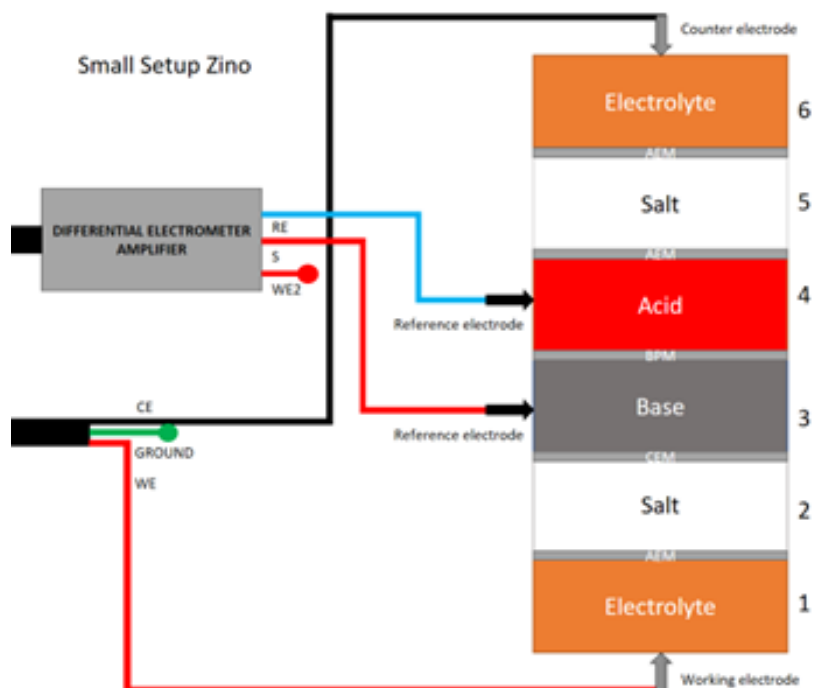 Small Setup Zino
Counter electrode
Electrolyte
6
AEM
Salt
5
DIFFERENTIAL ELECTROMETER
AMPLIFIER
RE
S
WE2
AEM
Acid
4
Reference electrode
BPM
Base
3
Reference electrode
CE
GROUND
WE
CEM
Salt
2
AEM
Electrolyte
1
Working electrode